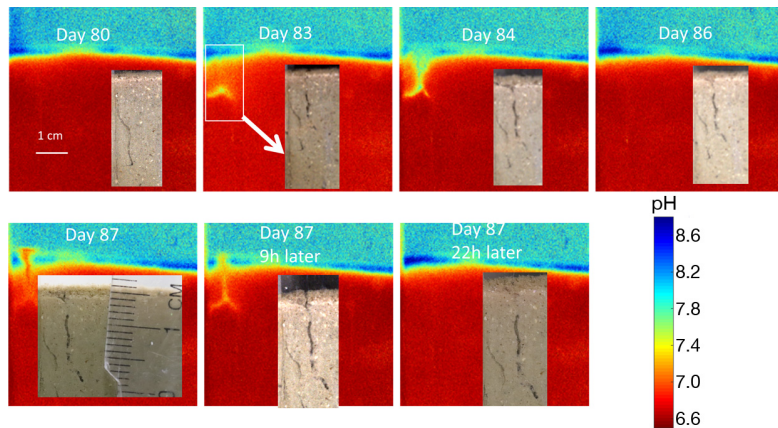 Day 80
Day 83
Day 84
Day 86
1 cm
Day 87
Day 87
9h later
Day 87
22h later
1
CM
pH
8.6
8.2
7.8
7.4
7.0
6.6